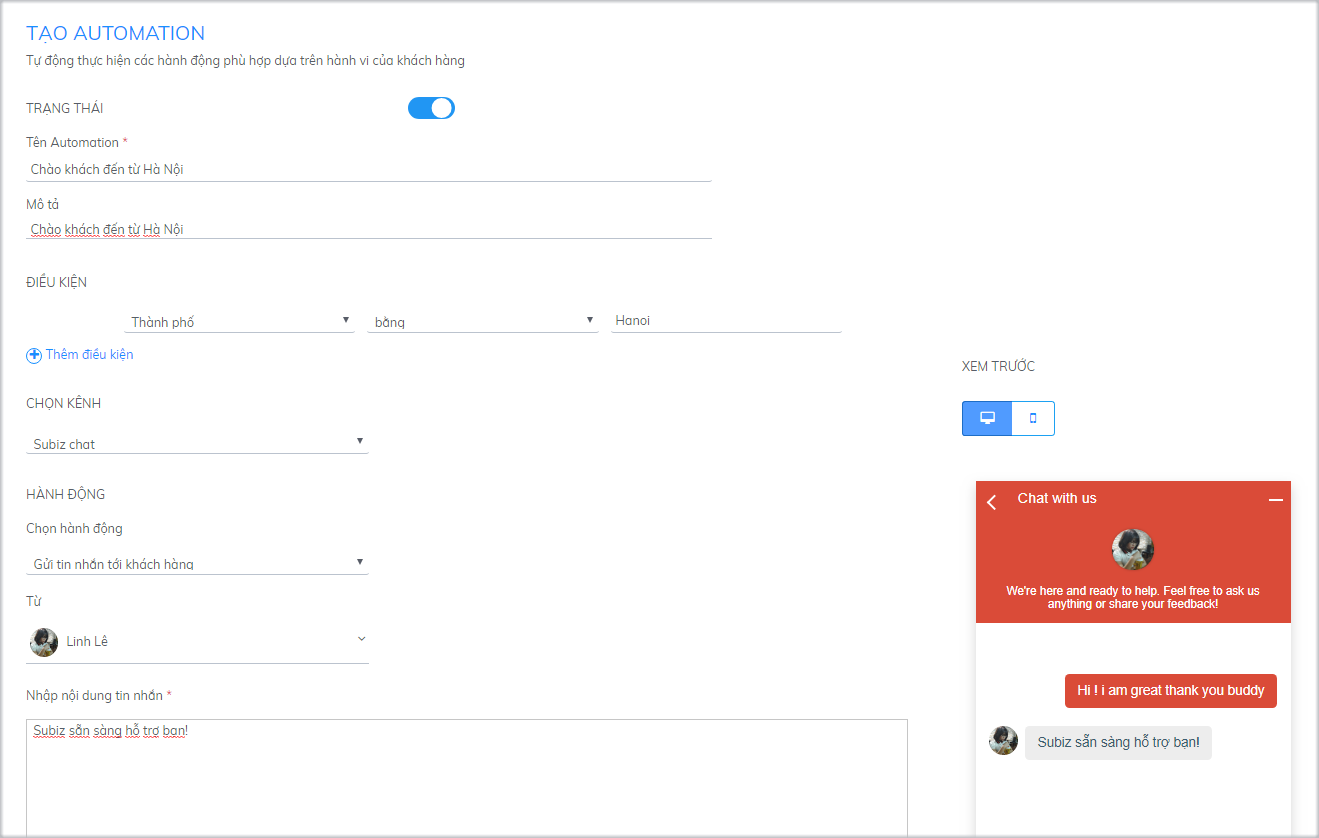 TẠO AUTOMATION
Tự động thực hiện các hành động phù hợp dựa trên hành vi của khách hàng
TRẠNG THÁI
Tên Automation *
Chào khách đến từ Hà Nội
Mô tả
Chào khách đến từ Hà Nội
ĐIỀU KIỆN
Thành phố bằng Hanoi
Thêm điều kiện
XEM TRƯỚC
CHỌN KÊNH
Subiz chat
HÀNH ĐỘNG
Chọn hành động
Gửi tin nhắn tới khách hàng
Từ
Linh Lê
Nhập nội dung tin nhắn *
Subiz sẵn sàng hỗ trợ bạn!
Chat with us
We're here and ready to help. Feel free to ask us
anything or share your feedback!
Hi ! i am great thank you buddy
Subiz sẵn sàng hỗ trợ bạn!